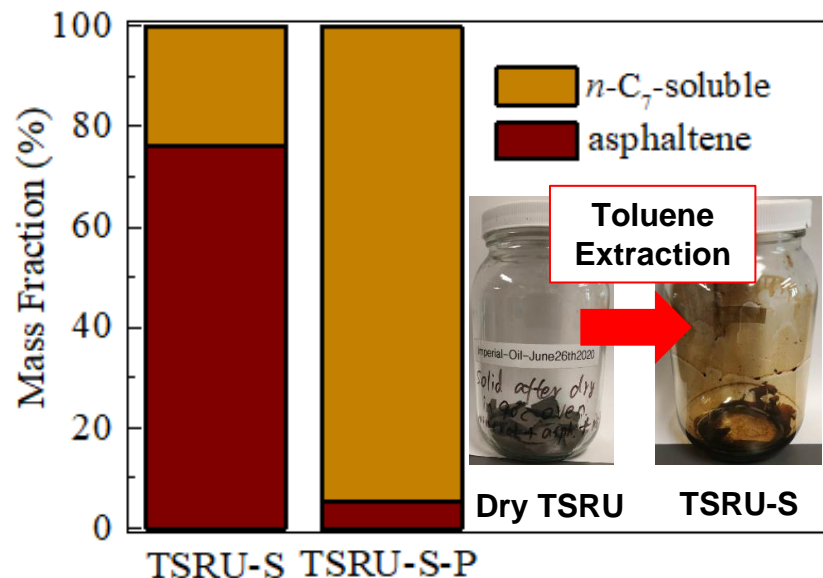 100
80
60
40
20
0
Mass Fraction (%)
n-C₇-soluble
asphaltene
Toluene
Extraction
Imperial-Oil-June26th2020
Solid after dry
Dry TSRU
TSRU-S
TSRU-S
TSRU-S-P